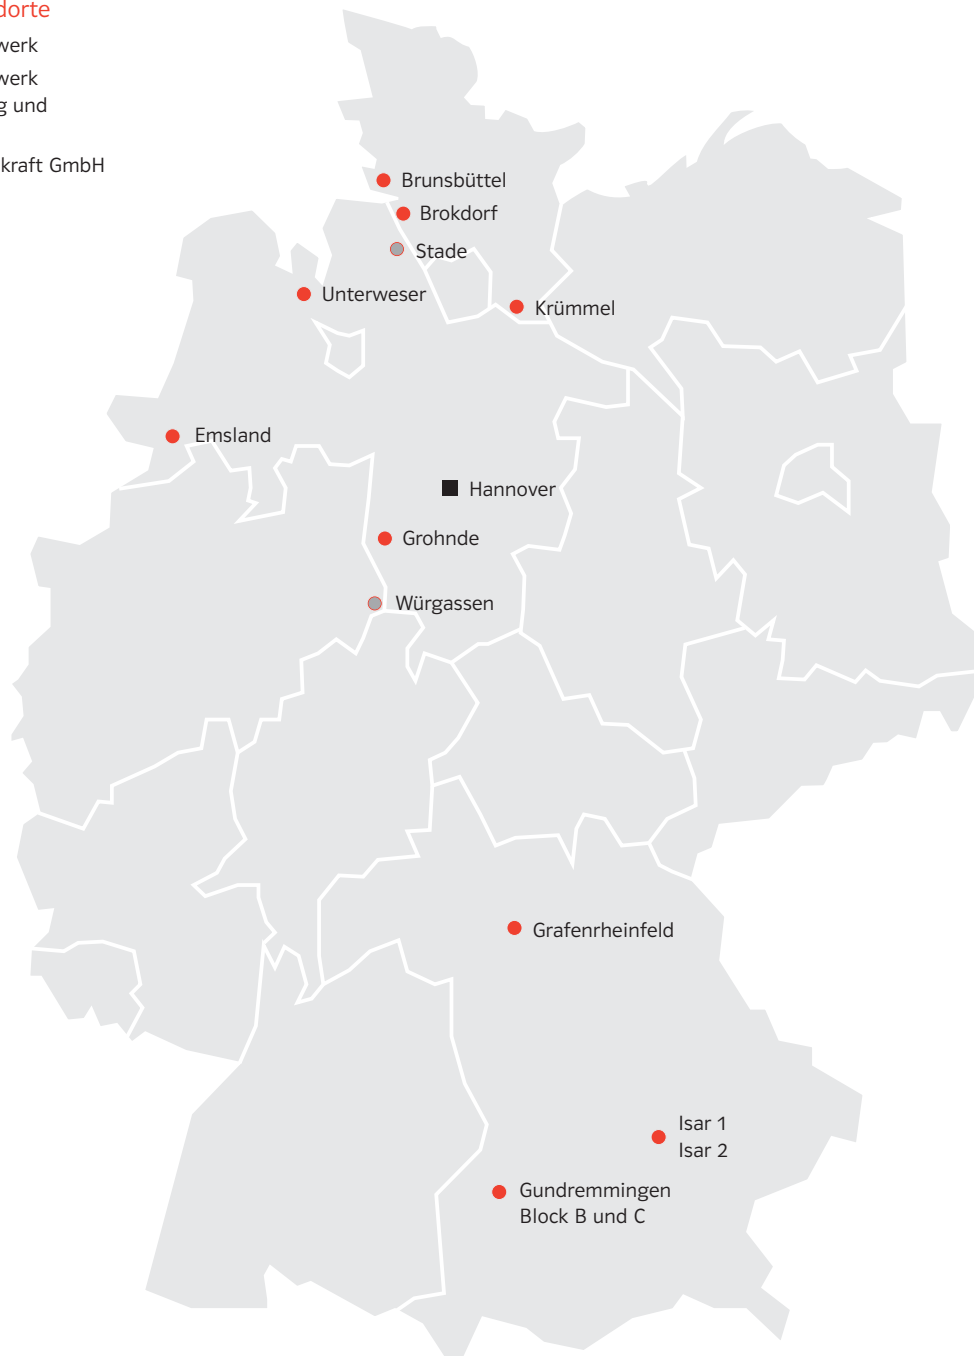 dorte
werk
werk
g und
kraft GmbH
Brunsbüttel
Brokdorf
Stade
Unterweser
Krümmel
Emsland
Hannover
Grohnde
Würgassen
Grafenrheinfeld
Isar 1
Isar 2
Gundremmingen
Block B und C